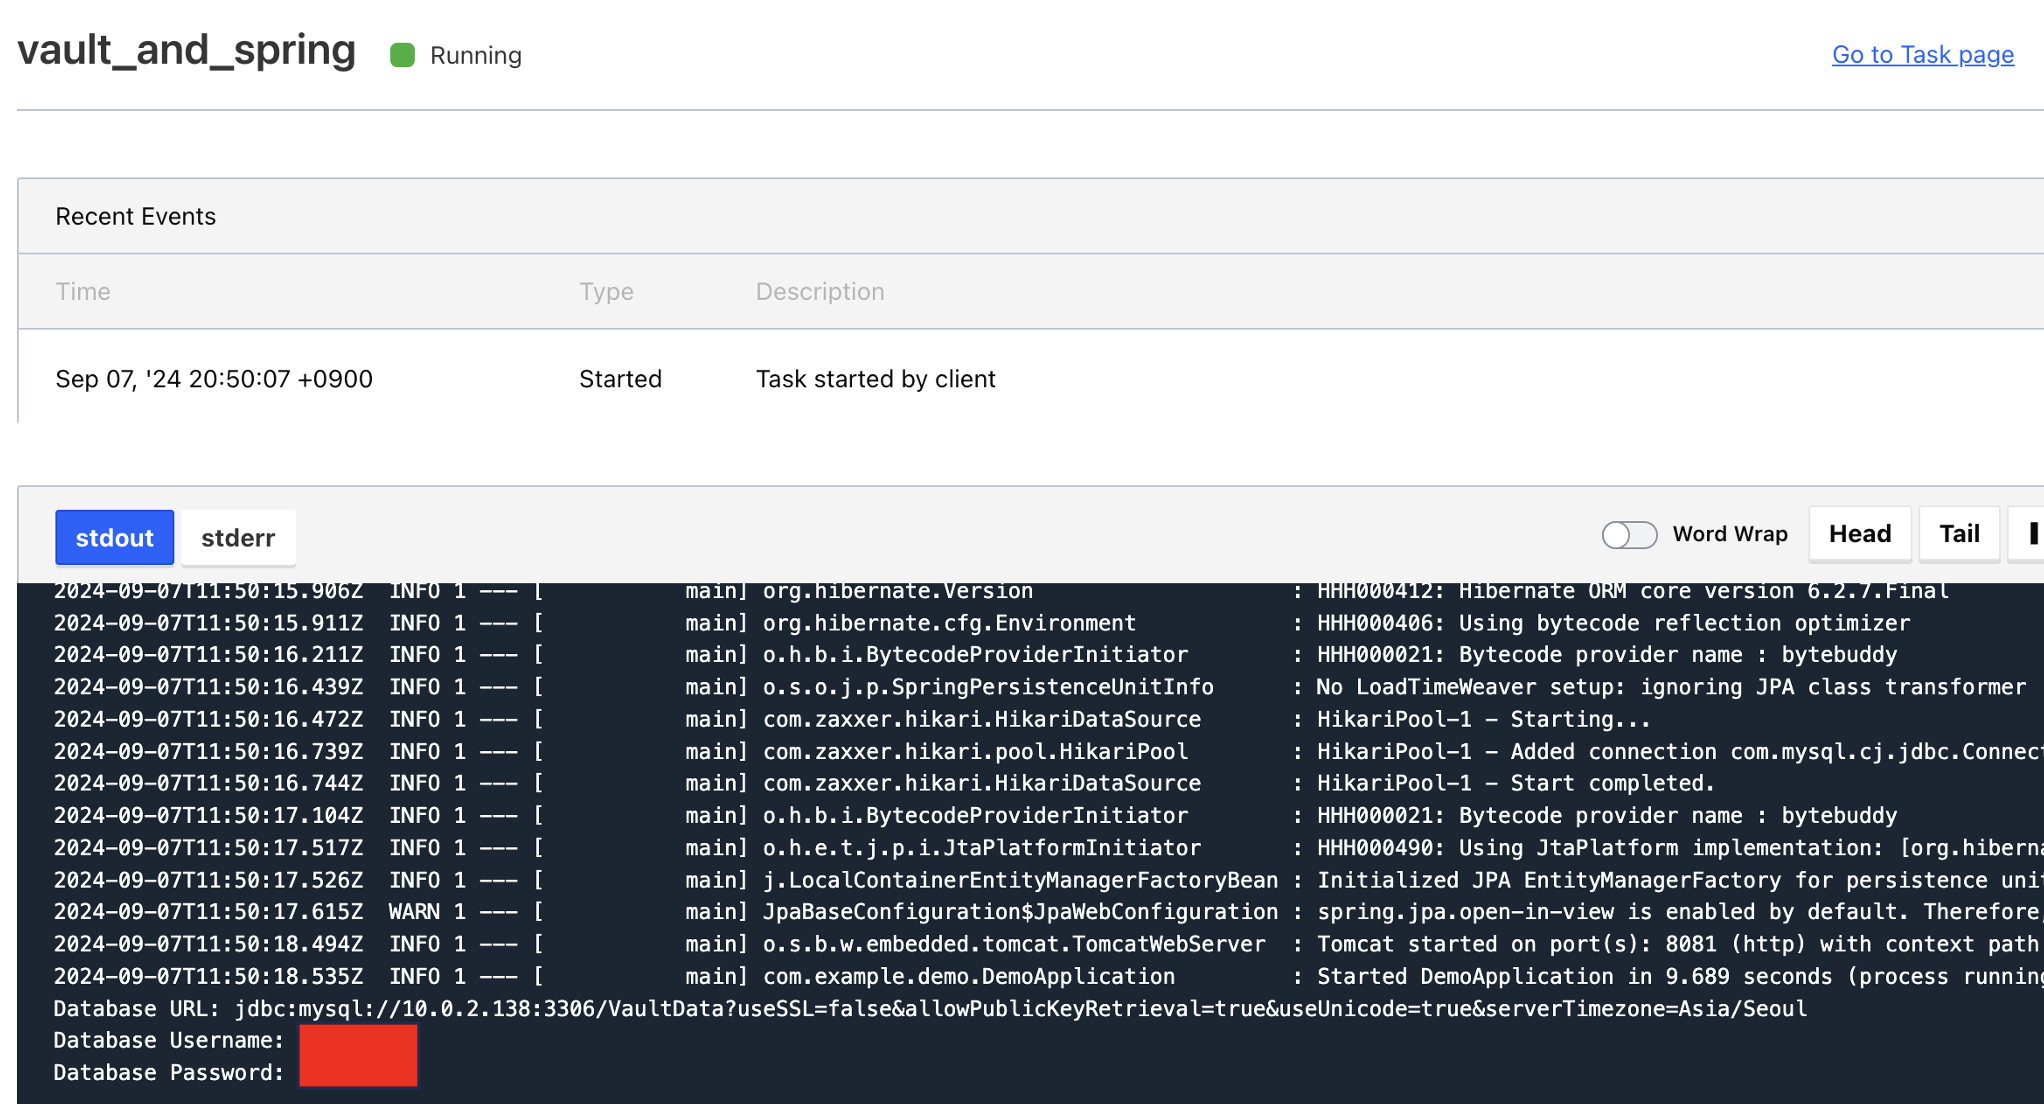 vault_and_spring Running Go to Task page
Recent Events
Time Type Description
Sep 07, '24 20:50:07 +0900 Started Task started by client
stdout stderr Word Wrap Head Tail
2024-09-07T11:50:15.906Z  INFO 1 --- [           main] org.hibernate.Version                    : HHH000412: Hibernate ORM core version 6.2.7.Final
2024-09-07T11:50:15.911Z  INFO 1 --- [           main] org.hibernate.cfg.Environment            : HHH000406: Using bytecode reflection optimizer
2024-09-07T11:50:16.211Z  INFO 1 --- [           main] o.h.b.i.BytecodeProviderInitiator        : HHH000021: Bytecode provider name : bytebuddy
2024-09-07T11:50:16.439Z  INFO 1 --- [           main] o.s.o.j.p.SpringPersistenceUnitInfo      : No LoadTimeWeaver setup: ignoring JPA class transformer
2024-09-07T11:50:16.472Z  INFO 1 --- [           main] com.zaxxer.hikari.HikariDataSource       : HikariPool-1 - Starting...
2024-09-07T11:50:16.739Z  INFO 1 --- [           main] com.zaxxer.hikari.pool.HikariPool        : HikariPool-1 - Added connection com.mysql.cj.jdbc.Connect
2024-09-07T11:50:16.744Z  INFO 1 --- [           main] com.zaxxer.hikari.HikariDataSource       : HikariPool-1 - Start completed.
2024-09-07T11:50:17.104Z  INFO 1 --- [           main] o.h.b.i.BytecodeProviderInitiator        : HHH000021: Bytecode provider name : bytebuddy
2024-09-07T11:50:17.517Z  INFO 1 --- [           main] o.h.e.t.j.p.i.JtaPlatformInitiator       : HHH000490: Using JtaPlatform implementation: [org.hiberna
2024-09-07T11:50:17.526Z  INFO 1 --- [           main] j.LocalContainerEntityManagerFactoryBean : Initialized JPA EntityManagerFactory for persistence unit
2024-09-07T11:50:17.615Z  WARN 1 --- [           main] JpaBaseConfiguration$JpaWebConfiguration : spring.jpa.open-in-view is enabled by default. Therefore,
2024-09-07T11:50:18.494Z  INFO 1 --- [           main] o.s.b.w.embedded.tomcat.TomcatWebServer  : Tomcat started on port(s): 8081 (http) with context path
2024-09-07T11:50:18.535Z  INFO 1 --- [           main] com.example.demo.DemoApplication         : Started DemoApplication in 9.689 seconds (process running
Database URL: jdbc:mysql://10.0.2.138:3306/VaultData?useSSL=false&allowPublicKeyRetrieval=true&useUnicode=true&serverTimezone=Asia/Seoul
Database Username:
Database Password: